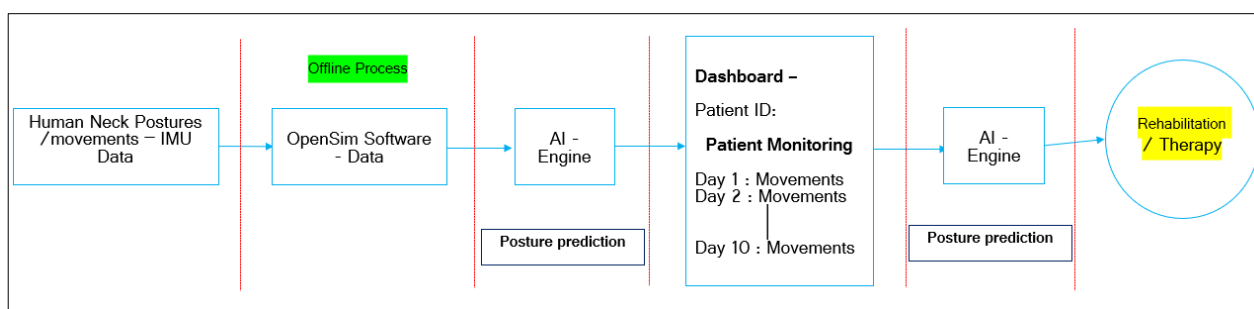 Human Neck Postures
/movements – IMU
Data
Offline Process
OpenSim Software
- Data
AI -
Engine
Posture prediction
Dashboard –
Patient ID:
Patient Monitoring
Day 1 : Movements
Day 2 : Movements
Day 10 : Movements
AI -
Engine
Posture prediction
Rehabilitation
/ Therapy